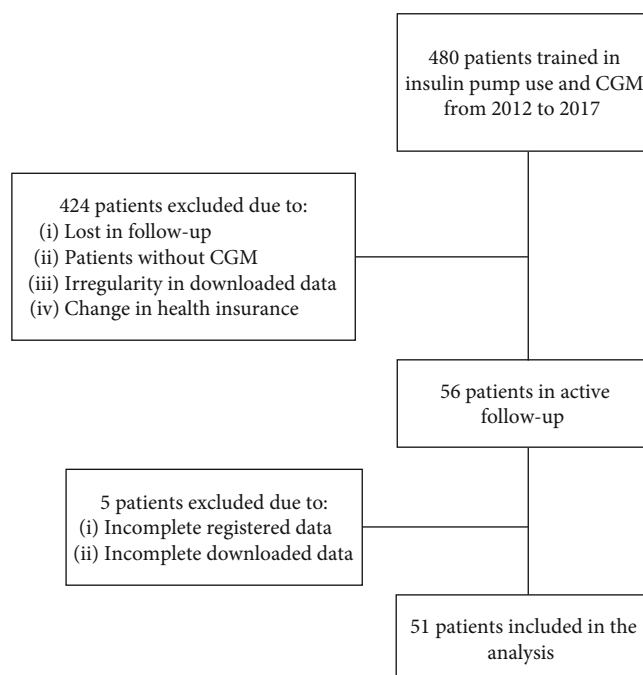 480 patients trained in
insulin pump use and CGM
from 2012 to 2017
424 patients excluded due to:
(i) Lost in follow-up
(ii) Patients without CGM
(iii) Irregularity in downloaded data
(iv) Change in health insurance
56 patients in active
follow-up
5 patients excluded due to:
(i) Incomplete registered data
(ii) Incomplete downloaded data
51 patients included in the
analysis